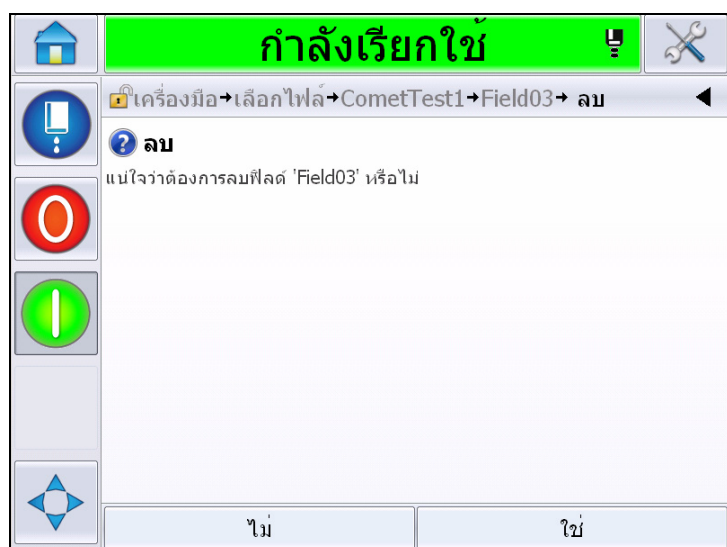 กำลังเรียกใช้
เครื่องมือ→เลือกไฟล์→CometTest1→Field03→ ลบ
ลบ
แน่ใจว่าต้องการลบฟิลด์ 'Field03' หรือไม่
ไม่
ใช่